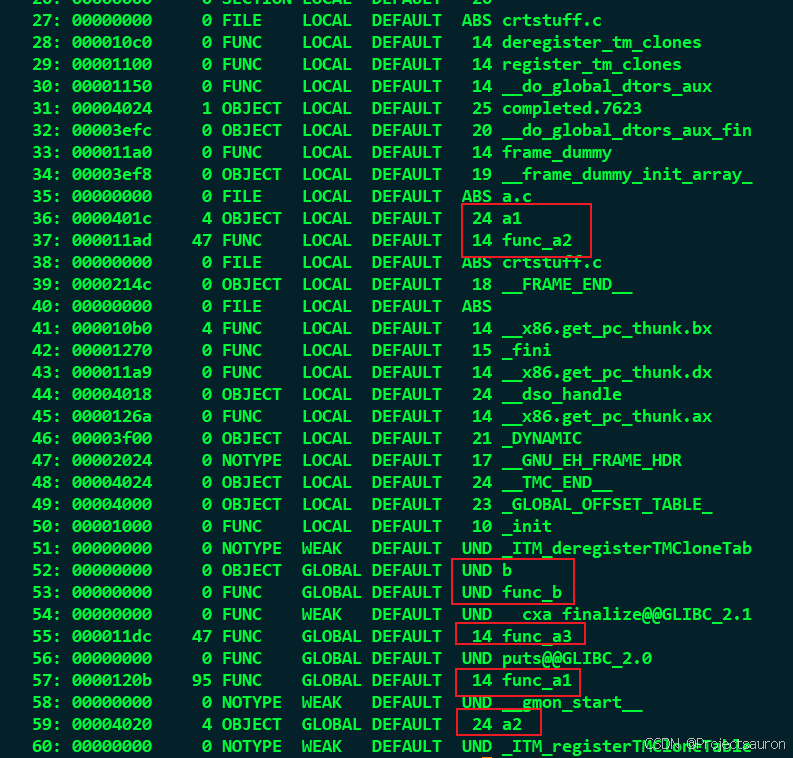 27: 00000000 0 FILE LOCAL DEFAULT ABS crtstuff.c
28: 000010c0 0 FUNC LOCAL DEFAULT 14 deregister_tm_clones
29: 00001100 0 FUNC LOCAL DEFAULT 14 register_tm_clones
30: 00001150 0 FUNC LOCAL DEFAULT 14 __do_global_dtors_aux
31: 00004024 1 OBJECT LOCAL DEFAULT 25 completed.7623
32: 00003efc 0 OBJECT LOCAL DEFAULT 20 __do_global_dtors_aux_fin
33: 000011a0 0 FUNC LOCAL DEFAULT 14 frame_dummy
34: 00003ef8 0 OBJECT LOCAL DEFAULT 19 __frame_dummy_init_array_
35: 00000000 0 FILE LOCAL DEFAULT ABS a.c
36: 0000401c 4 OBJECT LOCAL DEFAULT 24 a1
37: 000011ad 47 FUNC LOCAL DEFAULT 14 func_a2
38: 00000000 0 FILE LOCAL DEFAULT ABS crtstuff.c
39: 0000214c 0 OBJECT LOCAL DEFAULT 18 __FRAME_END__
40: 00000000 0 FILE LOCAL DEFAULT ABS
41: 000010b0 4 FUNC LOCAL DEFAULT 14 __x86.get_pc_thunk.bx
42: 00001270 0 FUNC LOCAL DEFAULT 15 _fini
43: 000011a9 0 FUNC LOCAL DEFAULT 14 __x86.get_pc_thunk.dx
44: 00004018 0 OBJECT LOCAL DEFAULT 24 __dso_handle
45: 0000126a 0 FUNC LOCAL DEFAULT 14 __x86.get_pc_thunk.ax
46: 00003f00 0 OBJECT LOCAL DEFAULT 21 _DYNAMIC
47: 00002024 0 NOTYPE LOCAL DEFAULT 17 __GNU_EH_FRAME_HDR
48: 00004024 0 OBJECT LOCAL DEFAULT 24 __TMC_END__
49: 00004000 0 OBJECT LOCAL DEFAULT 23 _GLOBAL_OFFSET_TABLE_
50: 00001000 0 FUNC LOCAL DEFAULT 10 _init
51: 00000000 0 NOTYPE WEAK DEFAULT UND _ITM_deregisterTMCloneTab
52: 00000000 0 OBJECT GLOBAL DEFAULT UND b
53: 00000000 0 FUNC GLOBAL DEFAULT UND func_b
54: 00000000 0 FUNC WEAK DEFAULT UND __cxa_finalize@@GLIBC_2.1
55: 000011dc 47 FUNC GLOBAL DEFAULT 14 func_a3
56: 00000000 0 FUNC GLOBAL DEFAULT UND puts@@GLIBC_2.0
57: 0000120b 95 FUNC GLOBAL DEFAULT 14 func_a1
58: 00000000 0 NOTYPE WEAK DEFAULT UND __gmon_start__
59: 00004020 4 OBJECT GLOBAL DEFAULT 24 a2
60: 00000000 0 NOTYPE WEAK DEFAULT UND _ITM_registerTMCloneTable
CSDN @Projectsauron